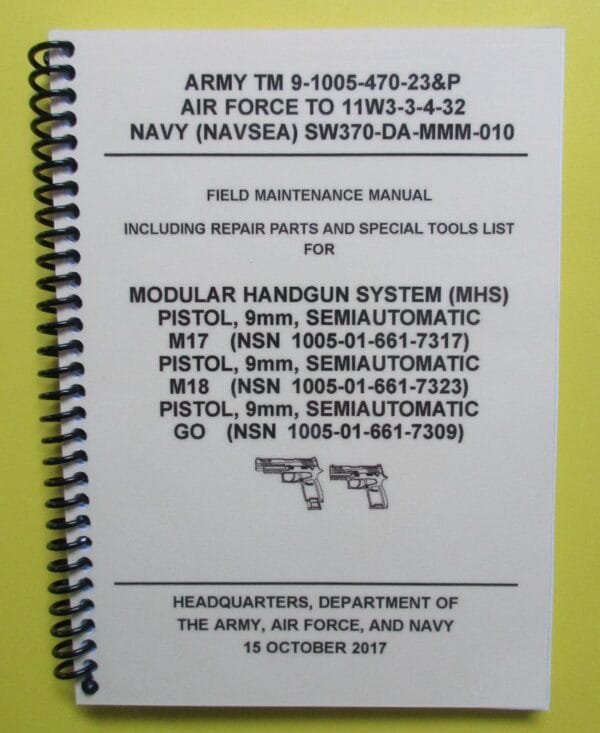 ARMY TM 9-1005-470-23&P
AIR FORCE TO 11W3-3-4-32
NAVY (NAVSEA) SW370-DA-MMM-010
FIELD MAINTENANCE MANUAL
INCLUDING REPAIR PARTS AND SPECIAL TOOLS LIST
FOR
MODULAR HANDGUN SYSTEM (MHS)
PISTOL, 9mm, SEMIAUTOMATIC
M17 (NSN 1005-01-661-7317)
PISTOL, 9mm, SEMIAUTOMATIC
M18 (NSN 1005-01-661-7323)
PISTOL, 9mm, SEMIAUTOMATIC
GO (NSN 1005-01-661-7309)
HEADQUARTERS, DEPARTMENT OF
THE ARMY, AIR FORCE, AND NAVY
15 OCTOBER 2017